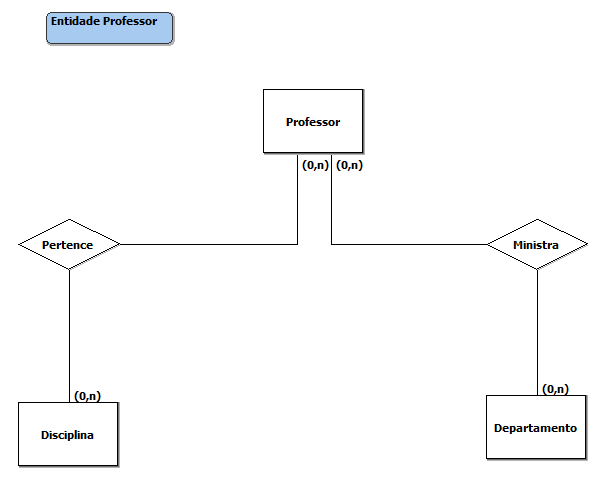 Entidade Professor
Professor
(0,n) (0,n)
Pertence
Ministra
(0,n)
(0,n)
Disciplina
Departamento